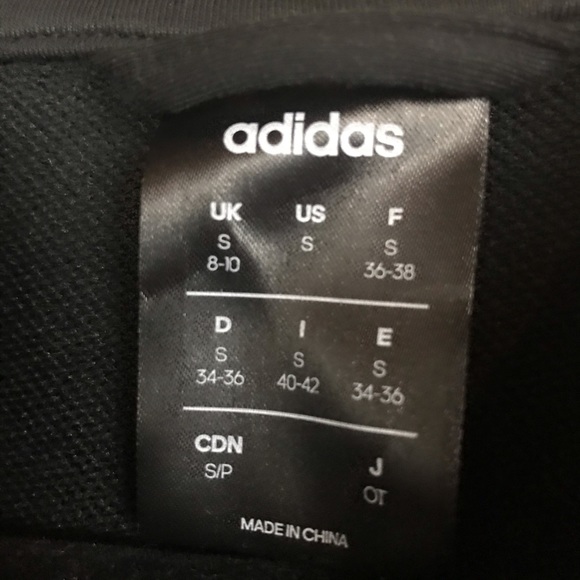 adidas
UK US F
S S S
8-10 36-38
D I E
S S S
34-36 40-42 34-36
CDN J
S/P OT
MADE IN CHINA